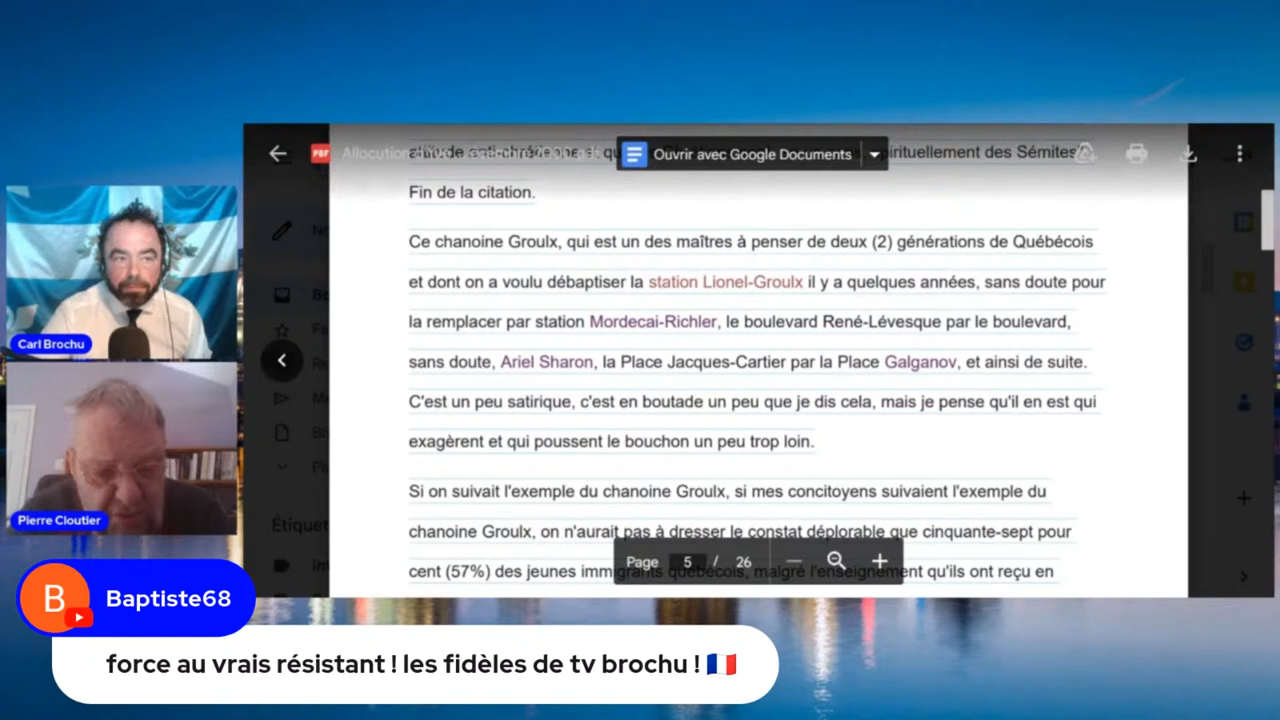 Ouvrir avec Google Documents
Fin de la citation.
Ce chanoine Groulx, qui est un des maîtres à penser de deux (2) générations de Québécois
et dont on a voulu débaptiser la station Lionel-Groulx il y a quelques années, sans doute pour
la remplacer par station Mordecai-Richler, le boulevard René-Lévesque par le boulevard,
sans doute, Ariel Sharon, la Place Jacques-Cartier par la Place Galganov, et ainsi de suite.
C'est un peu satirique, c'est en boutade un peu que je dis cela, mais je pense qu'il en est qui
exagèrent et qui poussent le bouchon un peu trop loin.
Si on suivait l'exemple du chanoine Groulx, si mes concitoyens suivaient l'exemple du
chanoine Groulx, on n'aurait pas à dresser le constat déplorable que cinquante-sept pour
cent (57%) des jeunes immigrants québécois, malgré l'enseignement qu'ils ont reçu en
Page 5 / 26
PDF
spirituellement des Sémites
Carl Brochu
Pierre Cloutier
B
Baptiste68
force au vrais résistant ! les fidèles de tv brochu ! 🇫🇷